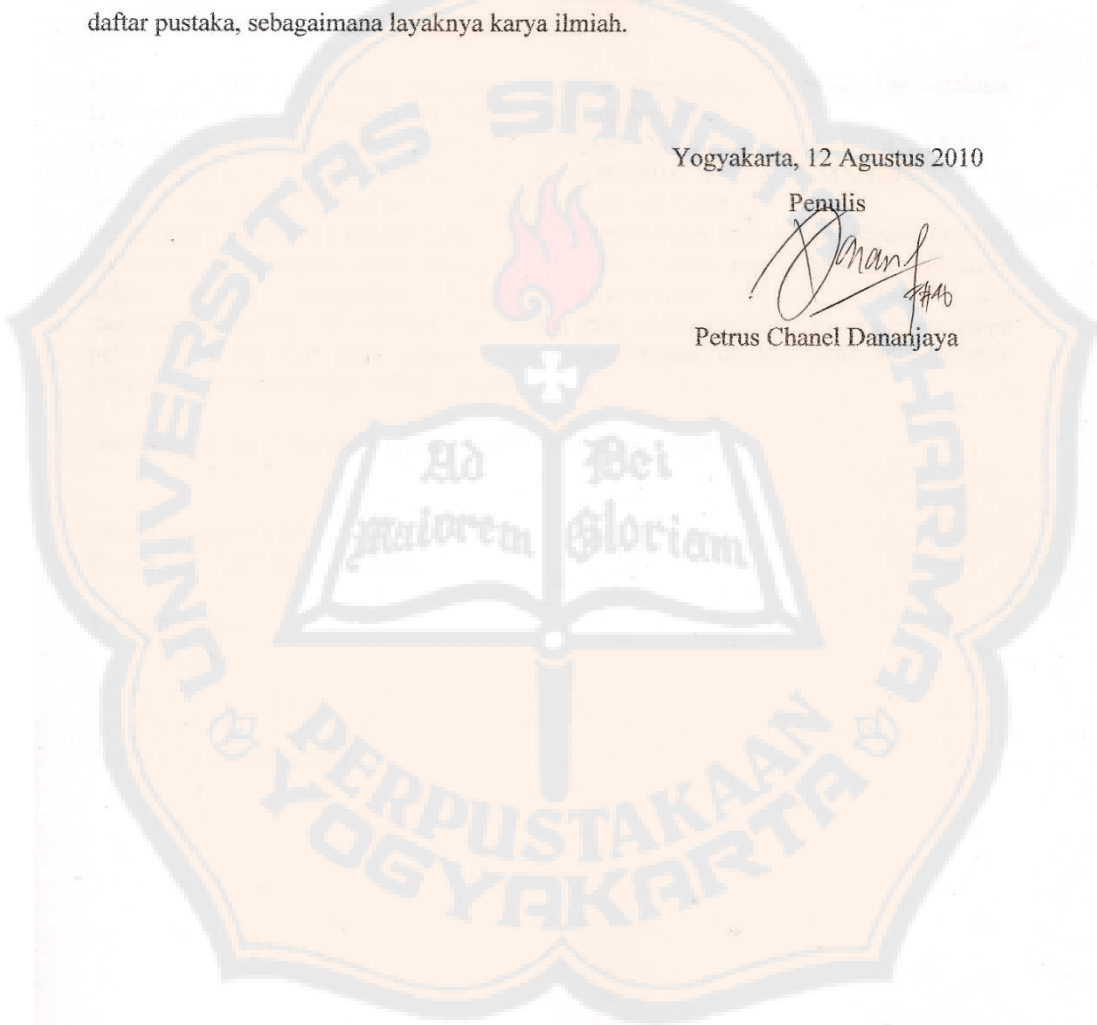 daftar pustaka, sebagaimana layaknya karya ilmiah.
Yogyakarta, 12 Agustus 2010
Penulis
Petrus Chanel Dananjaya
UNIVERSITAS SANATA DHARMA
Ad
Maiorem
Dei
Gloriam
PERPUSTAKAAN
YOGYAKARTA